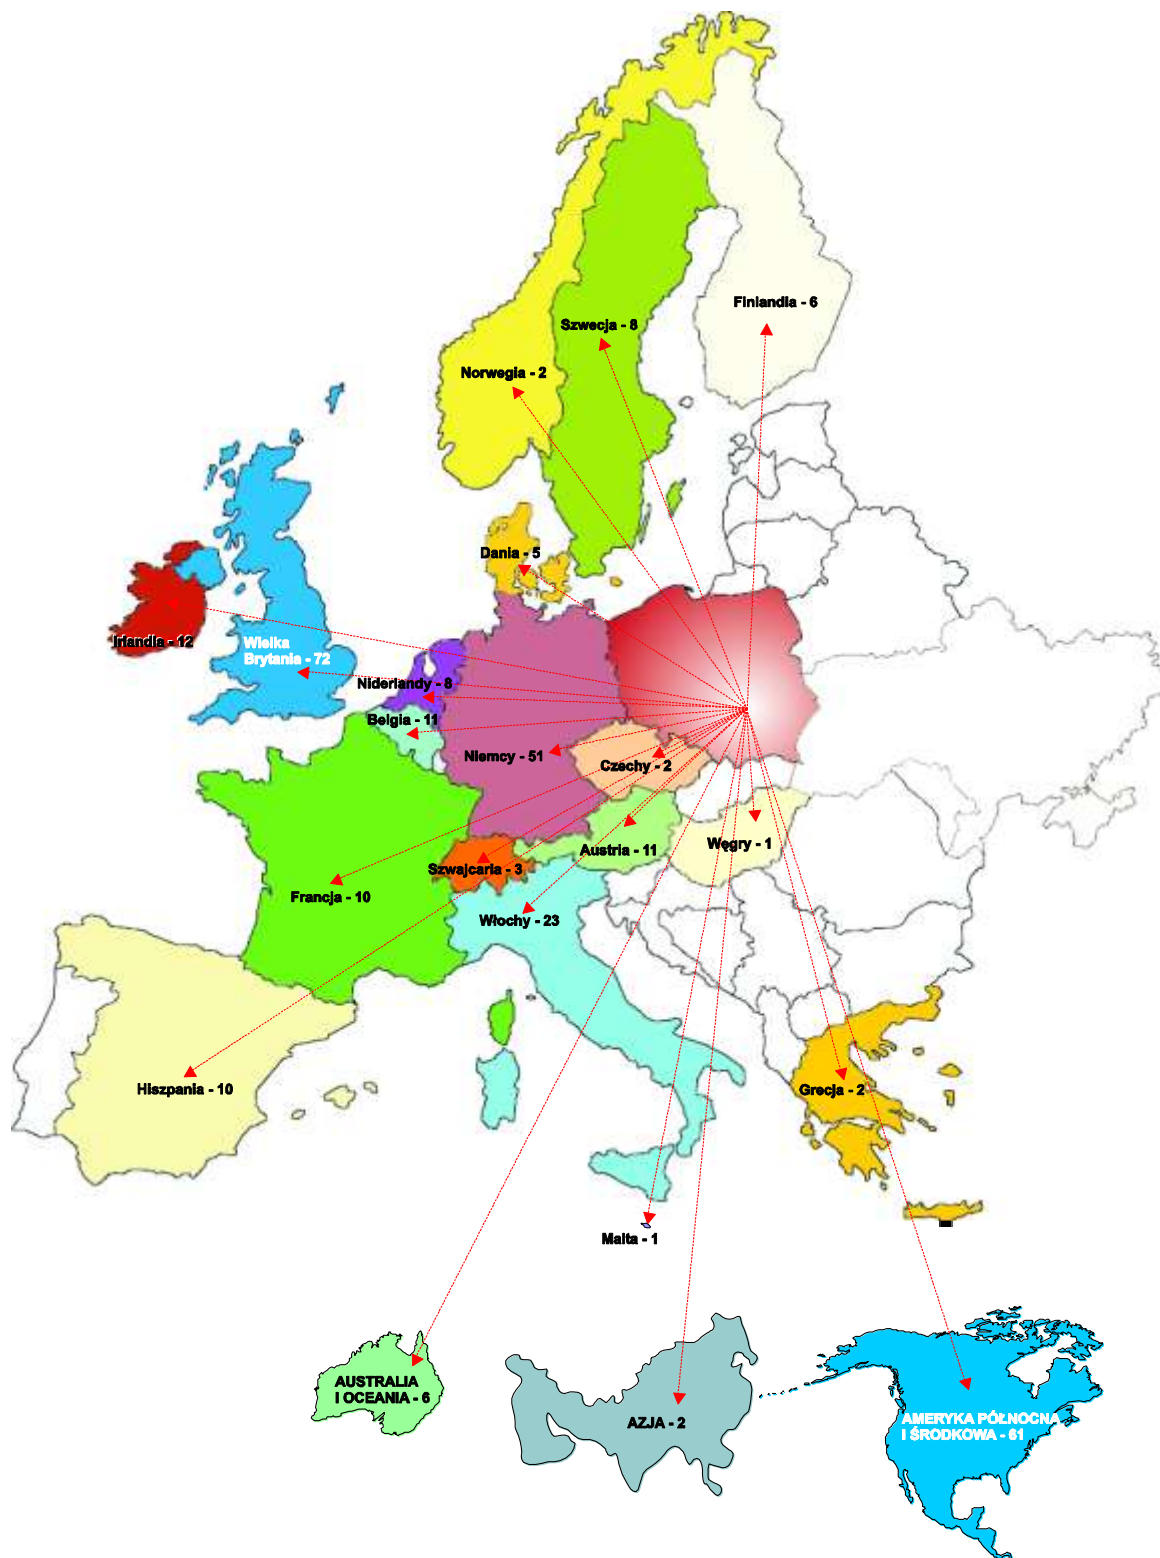 Finlandia - 6
Szwecja - 8
Norwegia - 2
Dania - 5
Irlandia - 12
Wielka
Brytania - 72
Niderlandy - 8
Belgia - 11
Niemcy - 51
Czechy - 2
Węgry - 1
Austria - 11
Szwajcaria - 3
Francja - 10
Włochy - 23
Hiszpania - 10
Grecja - 2
Malta - 1
AUSTRALIA
I OCEANIA - 6
AZJA - 2
AMERYKA PÓŁNOCNA
I ŚRODKOWA - 61